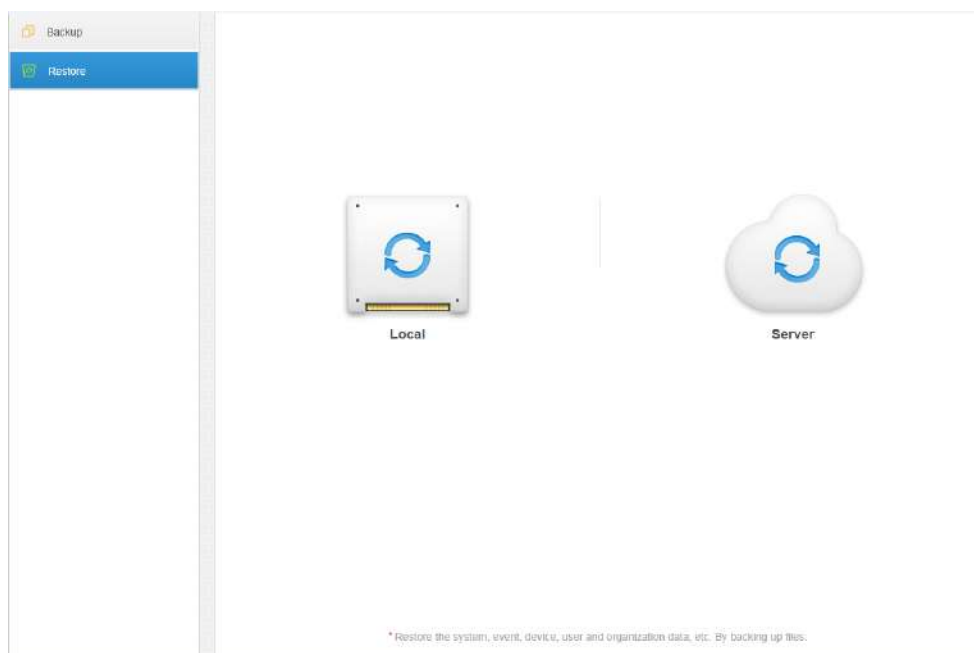 Backup
Restore
Local
Server
*Restore the system, event, device, user and organization data, etc. By backing up files.